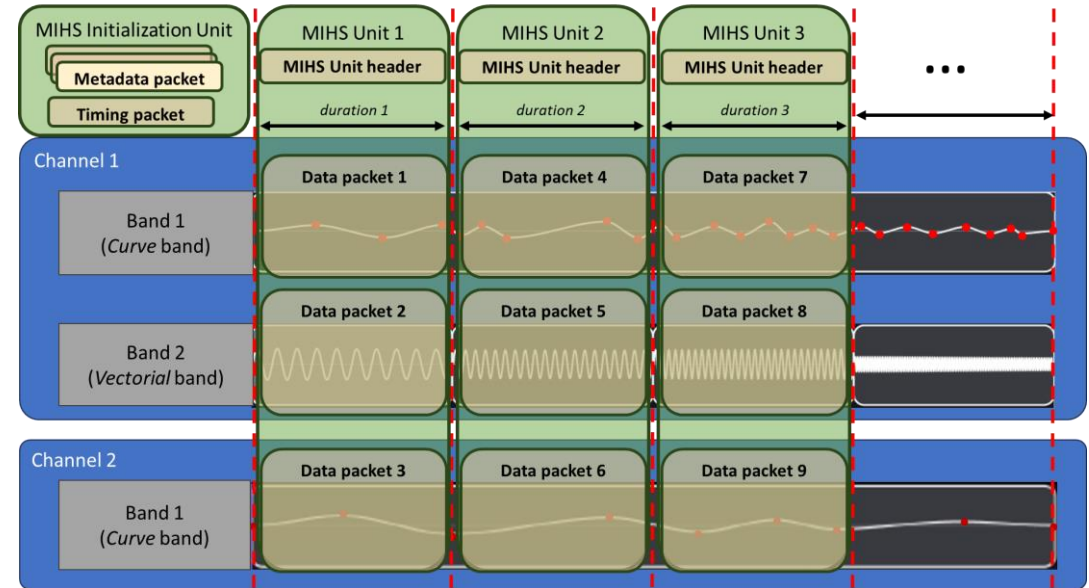 MIHS Initialization Unit
Metadata packet
Timing packet
MIHS Unit 1
MIHS Unit header
duration 1
MIHS Unit 2
MIHS Unit header
duration 2
MIHS Unit 3
MIHS Unit header
duration 3
...
Channel 1
Band 1
(Curve band)
Data packet 1
Data packet 4
Data packet 7
Band 2
(Vectorial band)
Data packet 2
Data packet 5
Data packet 8
Channel 2
Band 1
(Curve band)
Data packet 3
Data packet 6
Data packet 9